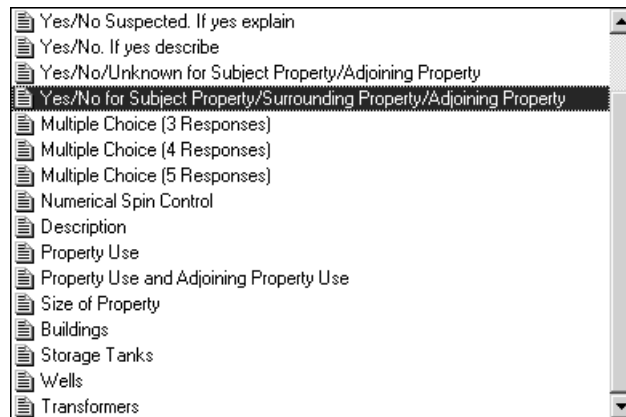 Yes/No Suspected. If yes explain
Yes/No. If yes describe
Yes/No/Unknown for Subject Property/Adjoining Property
Yes/No for Subject Property/Surrounding Property/Adjoining Property
Multiple Choice (3 Responses)
Multiple Choice (4 Responses)
Multiple Choice (5 Responses)
Numerical Spin Control
Description
Property Use
Property Use and Adjoining Property Use
Size of Property
Buildings
Storage Tanks
Wells
Transformers